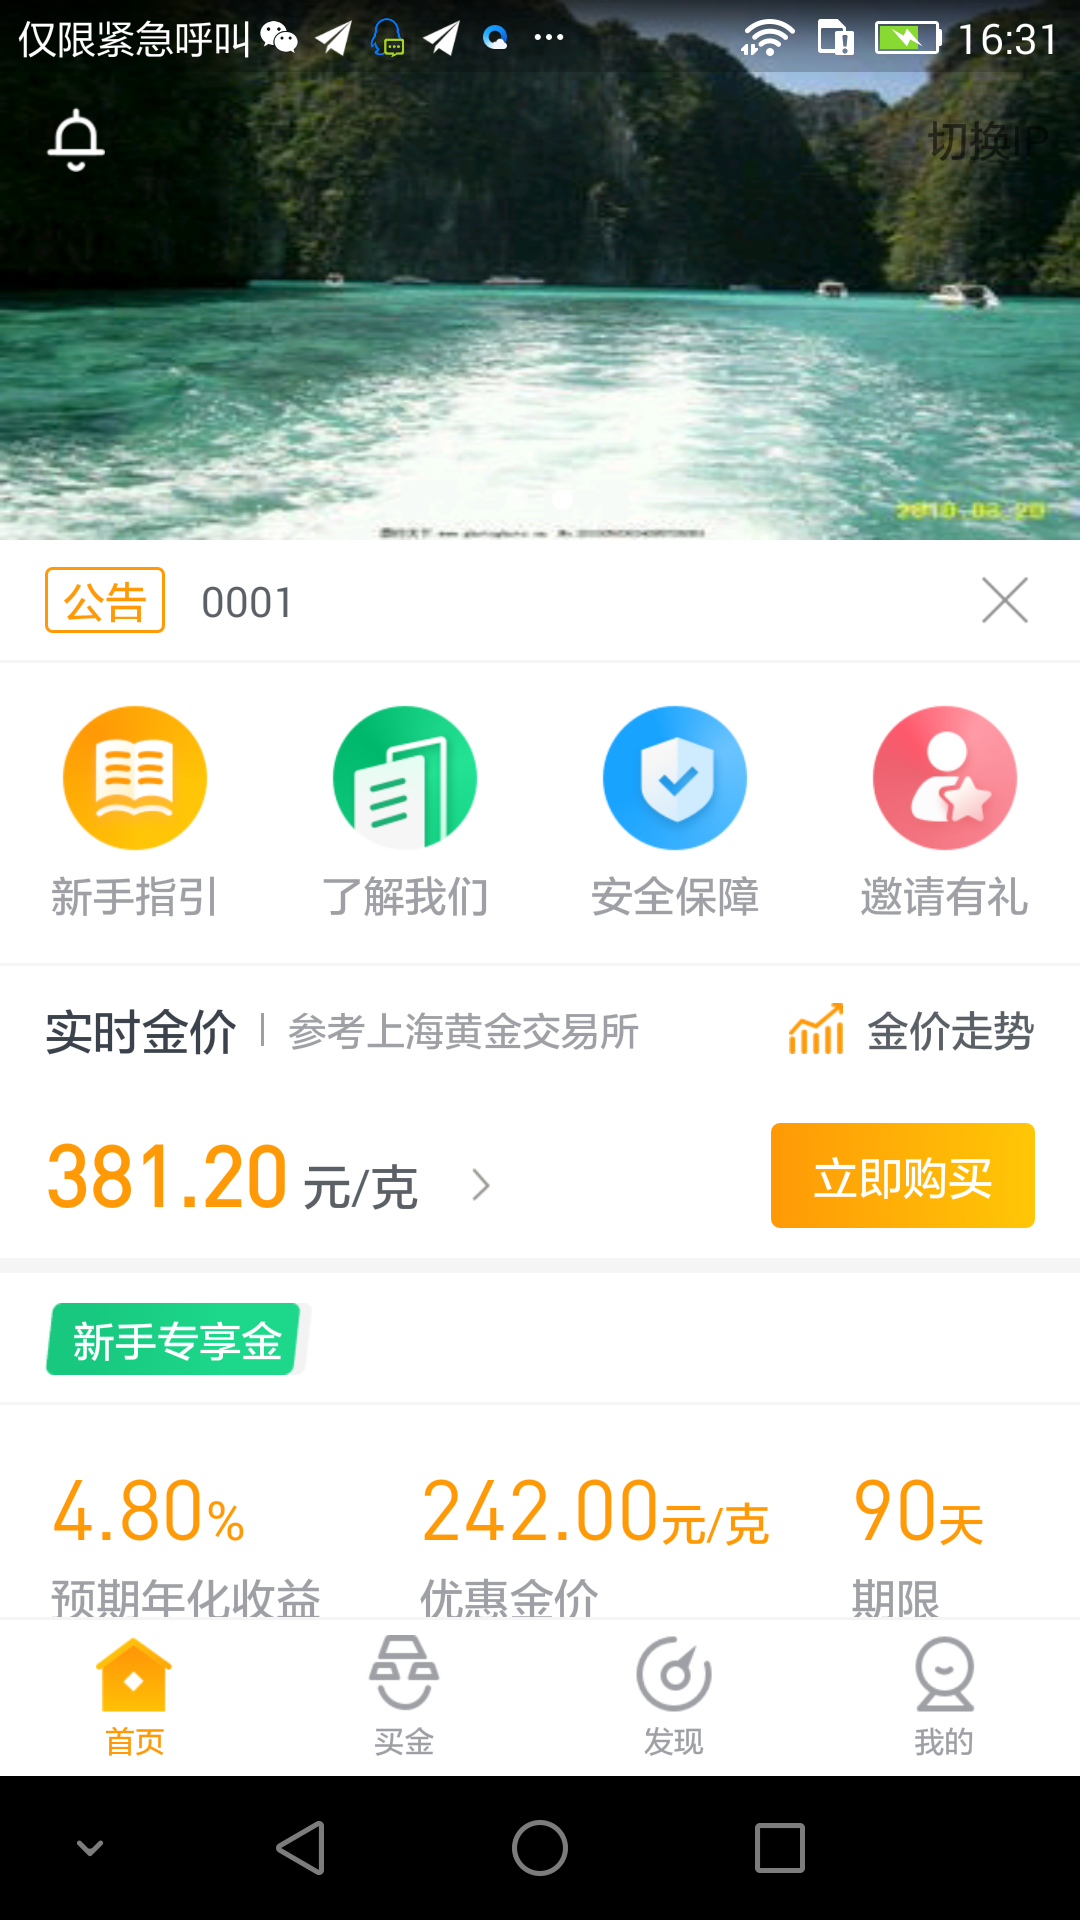 仅限紧急呼叫 ... 16:31
切换IP
2010.03.20
公告 0001
新手指引 了解我们 安全保障 邀请有礼
实时金价 参考上海黄金交易所 金价走势
381.20 元/克 立即购买
新手专享金
4.80% 242.00元/克 90天
预期年化收益 优惠金价 期限
首页 买金 发现 我的